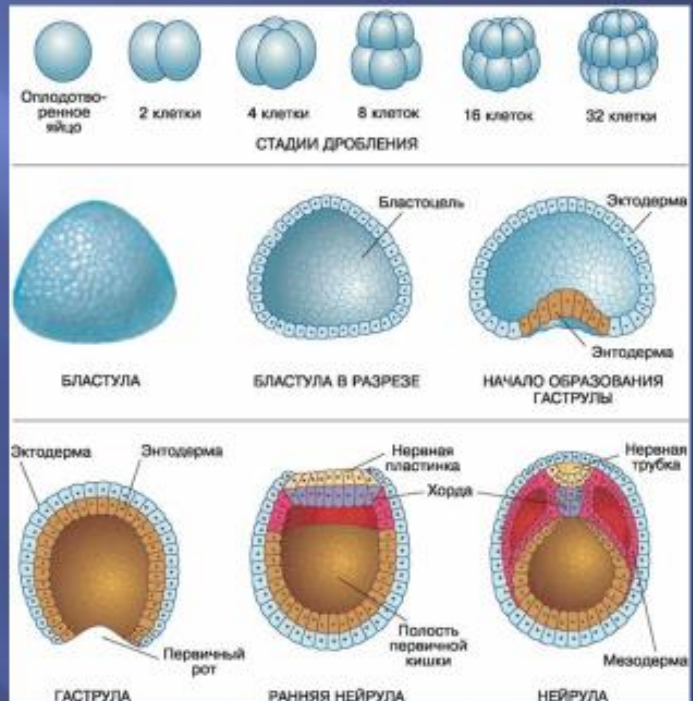 Оплодотво-
ренное
яйцо
2 клетки
4 клетки
8 клеток
16 клеток
32 клетки
СТАДИИ ДРОБЛЕНИЯ
Бластоцель
Эктодерма
Энтодерма
БЛАСТУЛА
БЛАСТУЛА В РАЗРЕЗЕ
НАЧАЛО ОБРАЗОВАНИЯ
ГАСТРУЛЫ
Эктодерма
Энтодерма
Нервная
пластинка
Хорда
Нервная
трубка
Первичный
рот
Полость
первичной
кишки
Мезодерма
ГАСТРУЛА
РАННЯЯ НЕЙРУЛА
НЕЙРУЛА